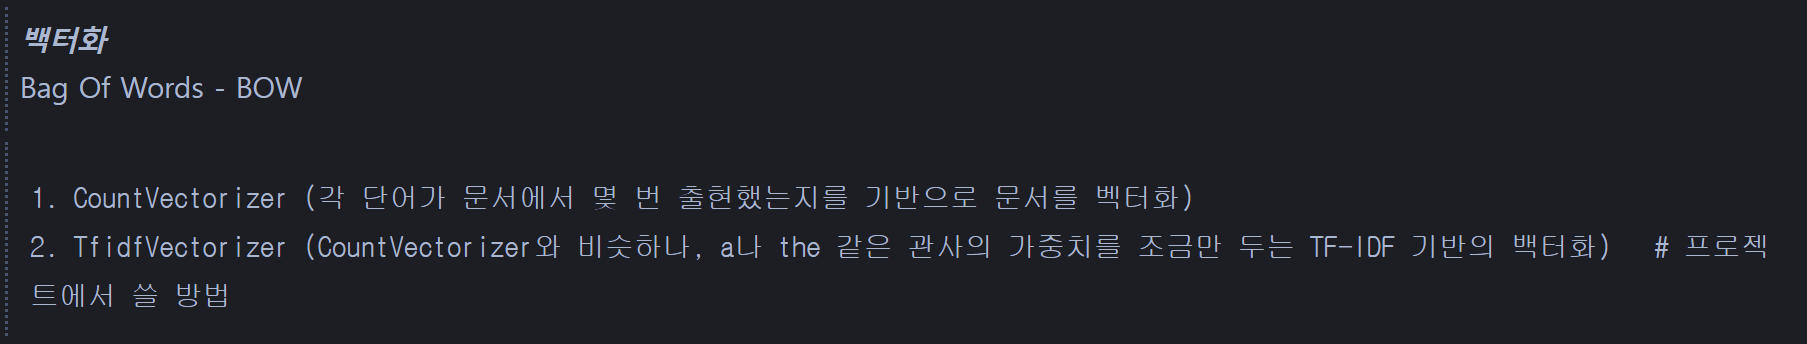 백터화
Bag Of Words - BOW
1. CountVectorizer (각 단어가 문서에서 몇 번 출현했는지를 기반으로 문서를 벡터화)
2. TfidfVectorizer (CountVectorizer와 비슷하나, a나 the 같은 관사의 가중치를 조금만 두는 TF-IDF 기반의 백터화)   # 프로젝
트에서 쓸 방법